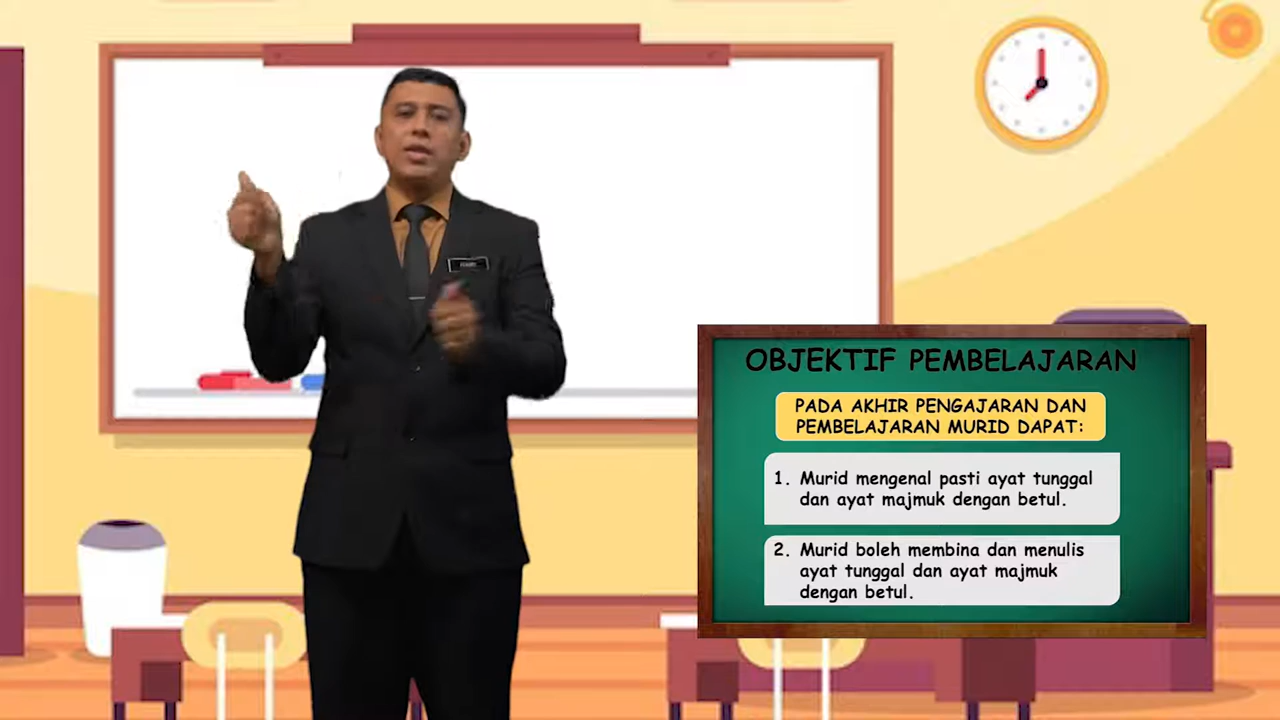 OBJEKTIF PEMBELAJARAN
PADA AKHIR PENGAJARAN DAN
PEMBELAJARAN MURID DAPAT:
1. Murid mengenal pasti ayat tunggal
dan ayat majmuk dengan betul.
2. Murid boleh membina dan menulis
ayat tunggal dan ayat majmuk
dengan betul.